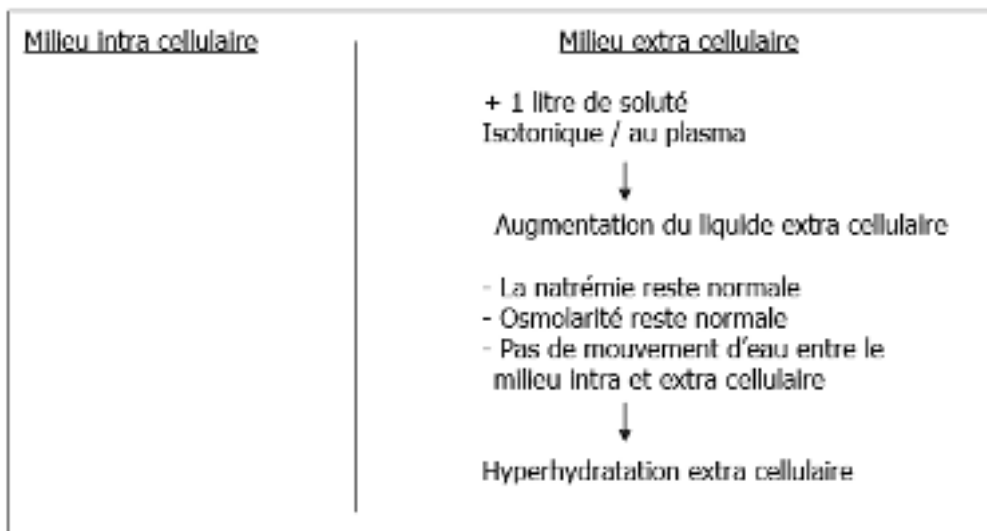 Milieu intra cellulaire
Milieu extra cellulaire
+ 1 litre de soluté
Isotonique / au plasma
Augmentation du liquide extra cellulaire
- La natrémie reste normale
- Osmolarité reste normale
- Pas de mouvement d'eau entre le
milieu intra et extra cellulaire
Hyperhydratation extra cellulaire